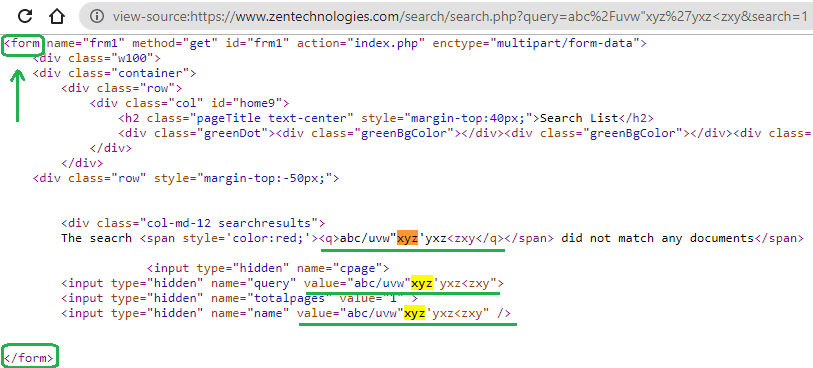 view-source:https://www.zentechnologies.com/search/search.php?query=abc%2Fuvw"xyz%27yxz<zxy&search=1
<form name="frm1" method="get" id="frm1" action="index.php" enctype="multipart/form-data">
<div class="w100">
<div class="container">
<div class="row">
<div class="col" id="home9">
<h2 class="pageTitle text-center" style="margin-top:40px;">Search List</h2>
<div class="greenDot"><div class="greenBgColor"></div><div class="greenBgColor"></div><div class=
</div>
</div>
<div class="row" style="margin-top:-50px;">
<div class="col-md-12 searchresults">
The seacrh <span style='color:red;'><q>abc/uvw"xyz'yxz<zxy</q></span> did not match any documents</span>
<input type="hidden" name="cpage">
<input type="hidden" name="query" value="abc/uvw"xyz'yxz<zxy">
<input type="hidden" name="totalpages" value="1" >
<input type="hidden" name="name" value="abc/uvw"xyz'yxz<zxy" />
</form>